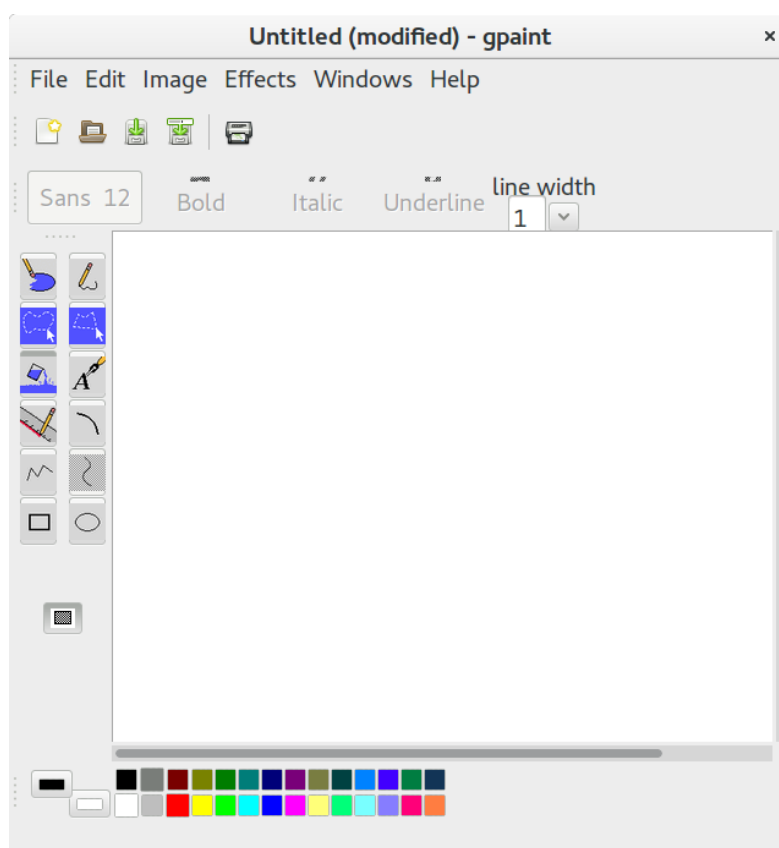 Untitled (modified) - gpaint ×
File Edit Image Effects Windows Help
Sans 12 Bold Italic Underline line width
1
A